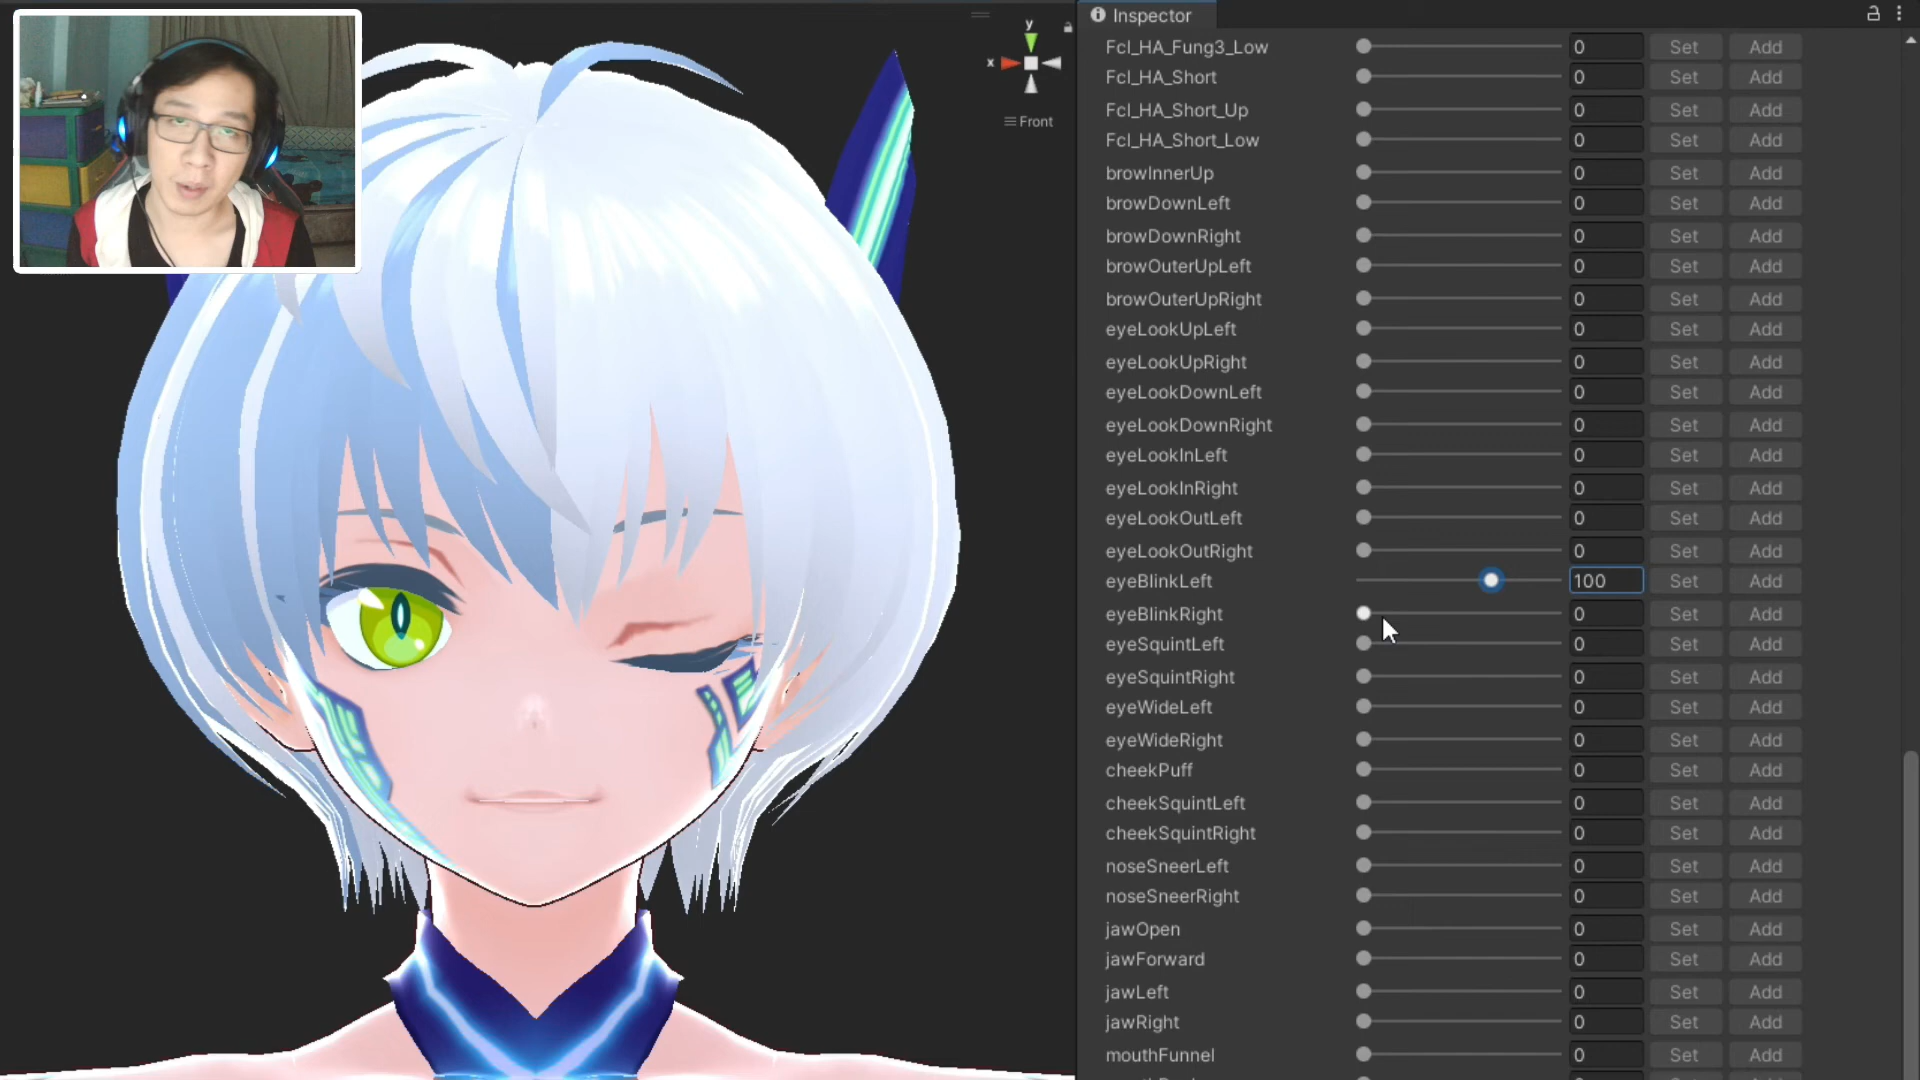 Inspector
y
x
Front
Fcl_HA_Fung3_Low 0 Set Add
Fcl_HA_Short 0 Set Add
Fcl_HA_Short_Up 0 Set Add
Fcl_HA_Short_Low 0 Set Add
browInnerUp 0 Set Add
browDownLeft 0 Set Add
browDownRight 0 Set Add
browOuterUpLeft 0 Set Add
browOuterUpRight 0 Set Add
eyeLookUpLeft 0 Set Add
eyeLookUpRight 0 Set Add
eyeLookDownLeft 0 Set Add
eyeLookDownRight 0 Set Add
eyeLookInLeft 0 Set Add
eyeLookInRight 0 Set Add
eyeLookOutLeft 0 Set Add
eyeLookOutRight 0 Set Add
eyeBlinkLeft 100 Set Add
eyeBlinkRight 0 Set Add
eyeSquintLeft 0 Set Add
eyeSquintRight 0 Set Add
eyeWideLeft 0 Set Add
eyeWideRight 0 Set Add
cheekPuff 0 Set Add
cheekSquintLeft 0 Set Add
cheekSquintRight 0 Set Add
noseSneerLeft 0 Set Add
noseSneerRight 0 Set Add
jawOpen 0 Set Add
jawForward 0 Set Add
jawLeft 0 Set Add
jawRight 0 Set Add
mouthFunnel 0 Set Add